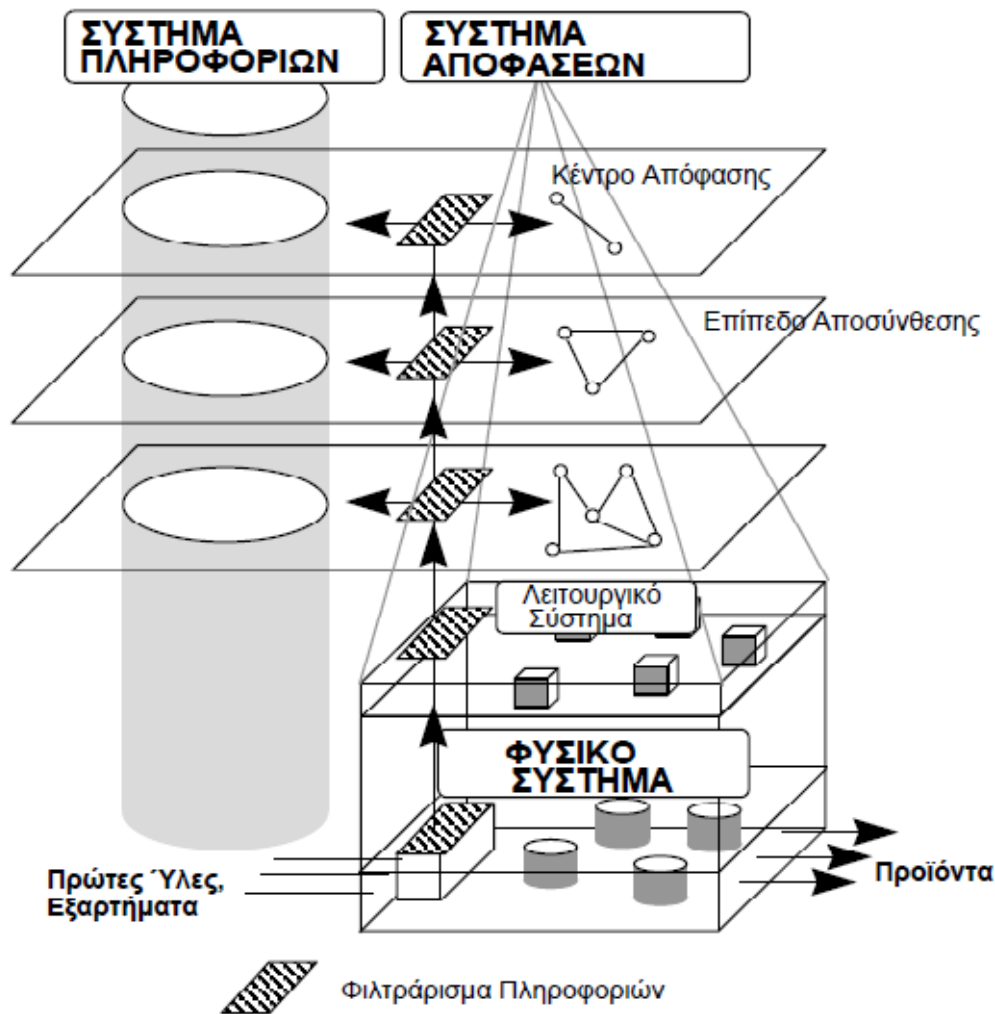 ΣΥΣΤΗΜΑ
ΠΛΗΡΟΦΟΡΙΩΝ
ΣΥΣΤΗΜΑ
ΑΠΟΦΑΣΕΩΝ
Κέντρο Απόφασης
Επίπεδο Αποσύνθεσης
Λειτουργικό
Σύστημα
ΦΥΣΙΚΟ
ΣΥΣΤΗΜΑ
Πρώτες Ύλες,
Εξαρτήματα
Προϊόντα
Φιλτράρισμα Πληροφοριών